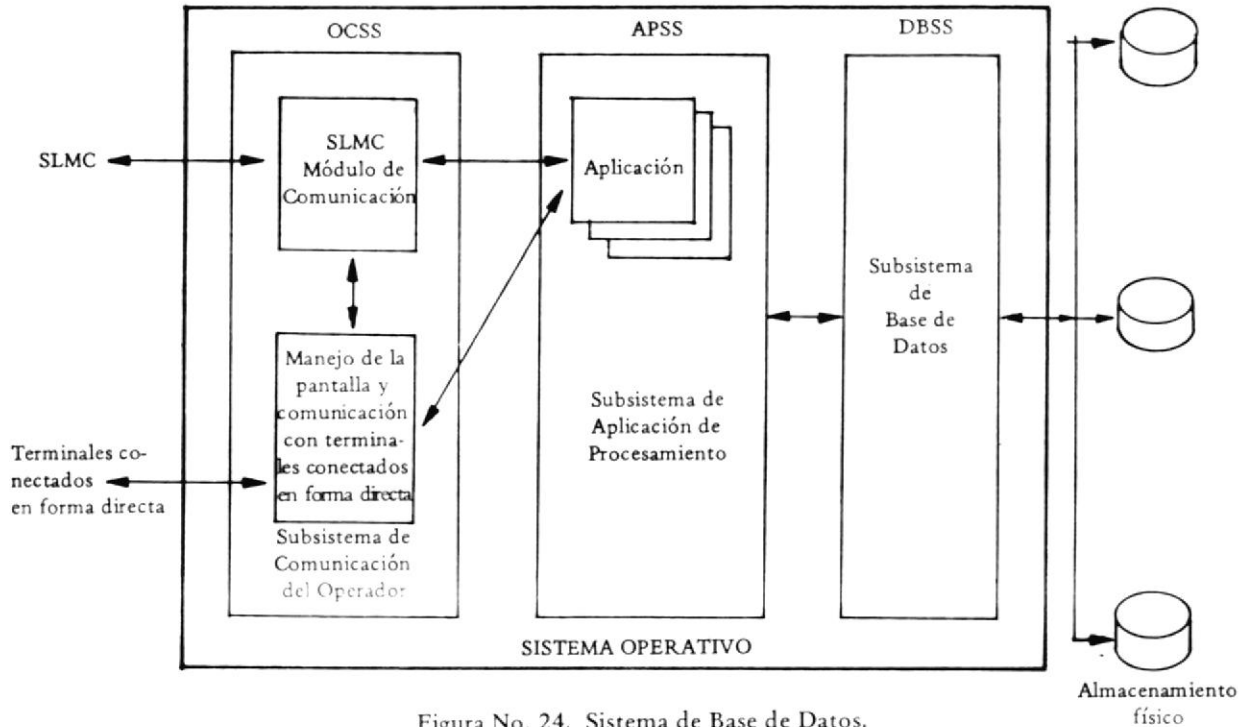 OCSS
APSS
DBSS
SLMC
SLMC
Módulo de
Comunicación
Aplicación
Subsistema
de
Base de
Datos
Manejo de la
pantalla y
comunicación
con termina-
les conectados
en forma directa
Terminales co-
nectados
en forma directa
Subsistema de
Aplicación de
Procesamiento
Subsistema de
Comunicación
del Operador
SISTEMA OPERATIVO
Almacenamiento
físico
Figura No. 24. Sistema de Base de Datos.